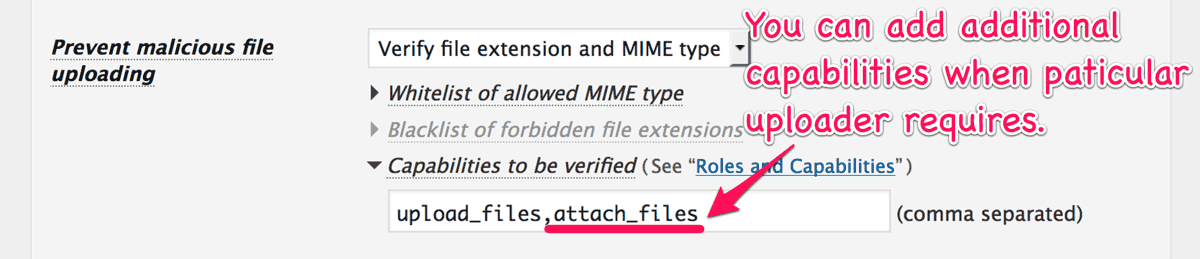 Prevent malicious file
uploading
Verify file extension and MIME type
Whitelist of allowed MIME type
Blacklist of forbidden file extensions
Capabilities to be verified (See “Roles and Capabilities”)
upload_files,attach_files (comma separated)
You can add additional
capabilities when paticular
uploader requires.